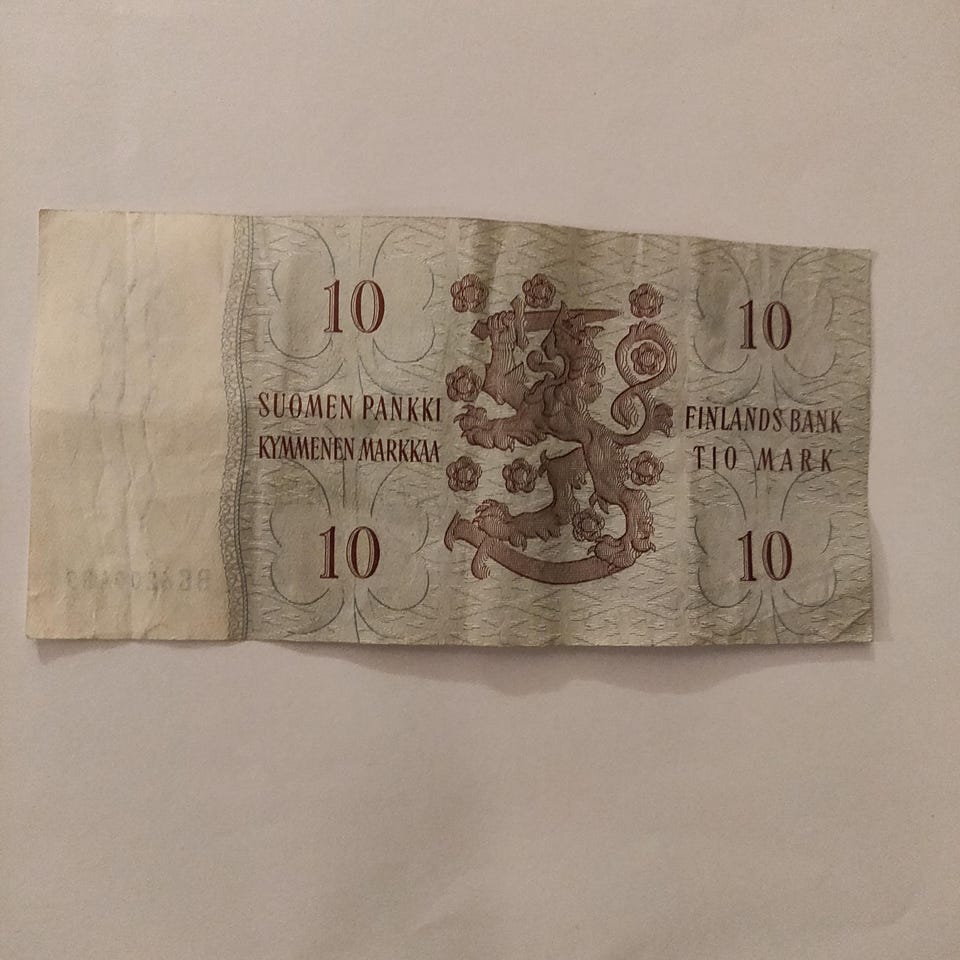 10
10
SUOMEN PANKKI
KYMMENEN MARKKAA
FINLANDS BANK
TIO MARK
10
10